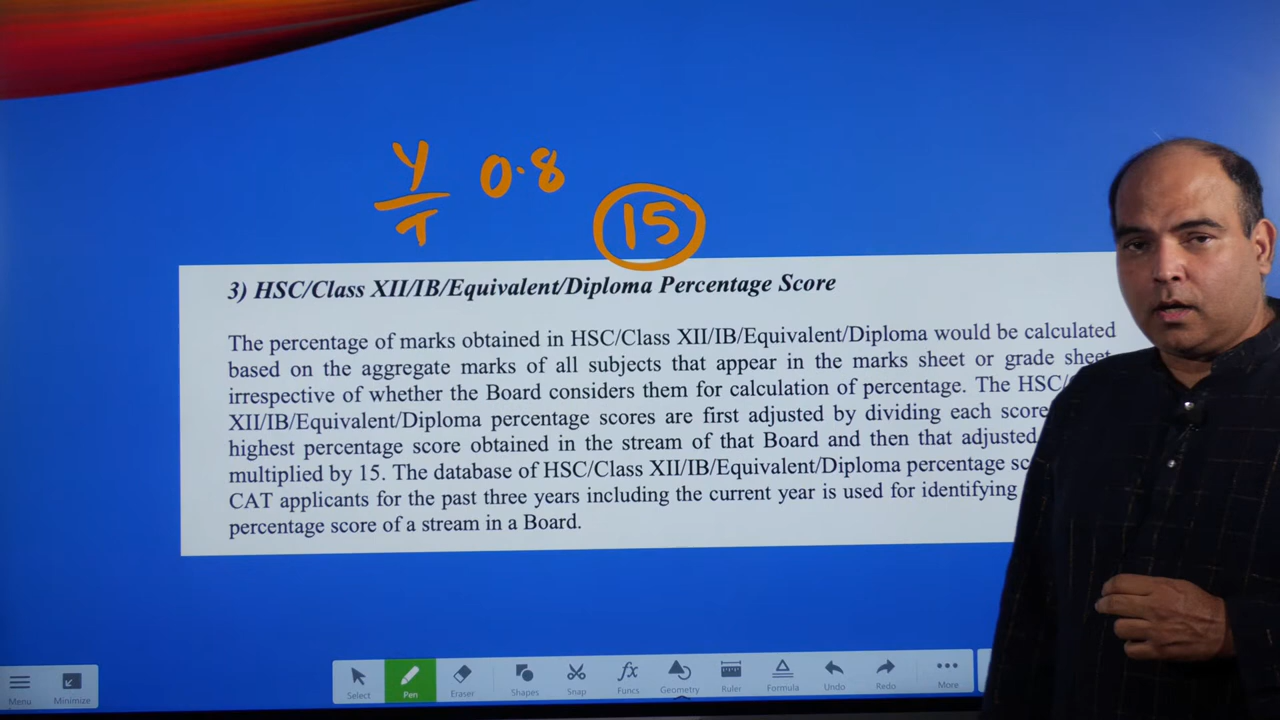 Y
T
0.8
15
3) HSC/Class XII/IB/Equivalent/Diploma Percentage Score
The percentage of marks obtained in HSC/Class XII/IB/Equivalent/Diploma would be calculated
based on the aggregate marks of all subjects that appear in the marks sheet or grade sheet
irrespective of whether the Board considers them for calculation of percentage. The HSC/
XII/IB/Equivalent/Diploma percentage scores are first adjusted by dividing each score
highest percentage score obtained in the stream of that Board and then that adjusted
multiplied by 15. The database of HSC/Class XII/IB/Equivalent/Diploma percentage
CAT applicants for the past three years including the current year is used for identifying
percentage score of a stream in a Board.
Menu Minimize Select Pen Eraser Shapes Snap fx Funcs Geometry Ruler Formula Undo Redo More